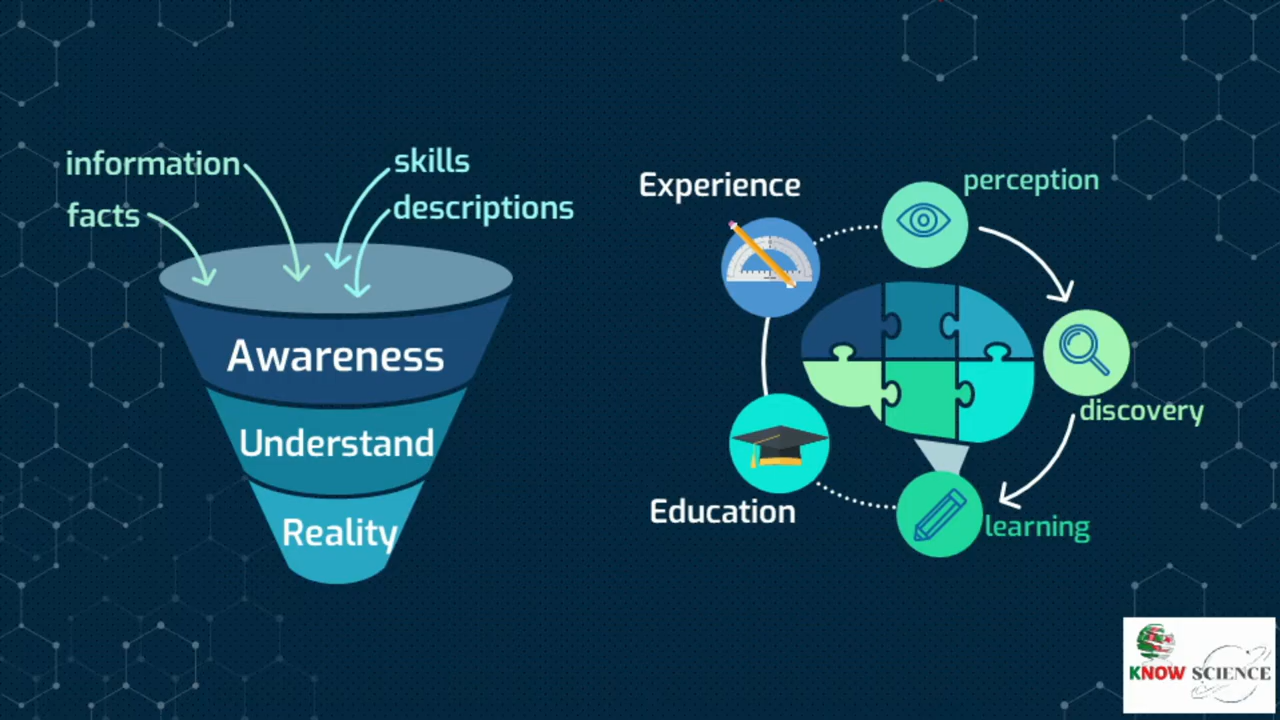 information
facts
skills
descriptions
Awareness
Understand
Reality
Experience
perception
discovery
learning
Education
KNOW SCIENCE